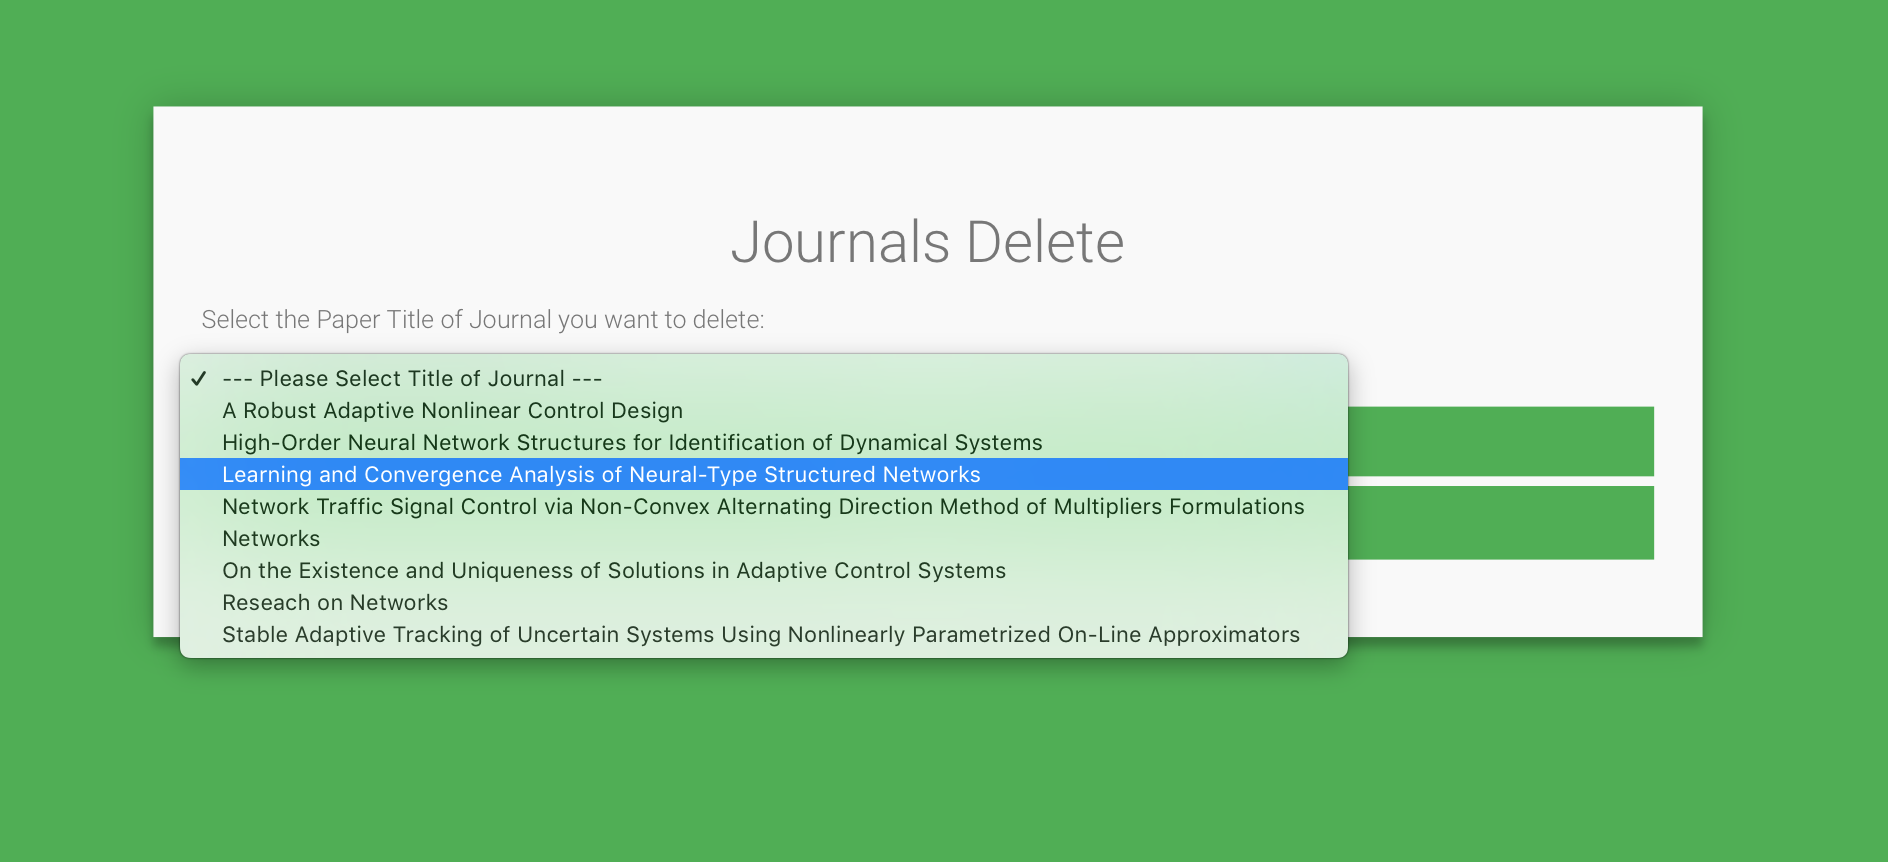 Journals Delete
Select the Paper Title of Journal you want to delete:
✓ --- Please Select Title of Journal ---
A Robust Adaptive Nonlinear Control Design
High-Order Neural Network Structures for Identification of Dynamical Systems
Learning and Convergence Analysis of Neural-Type Structured Networks
Network Traffic Signal Control via Non-Convex Alternating Direction Method of Multipliers Formulations
Networks
On the Existence and Uniqueness of Solutions in Adaptive Control Systems
Reseach on Networks
Stable Adaptive Tracking of Uncertain Systems Using Nonlinearly Parametrized On-Line Approximators